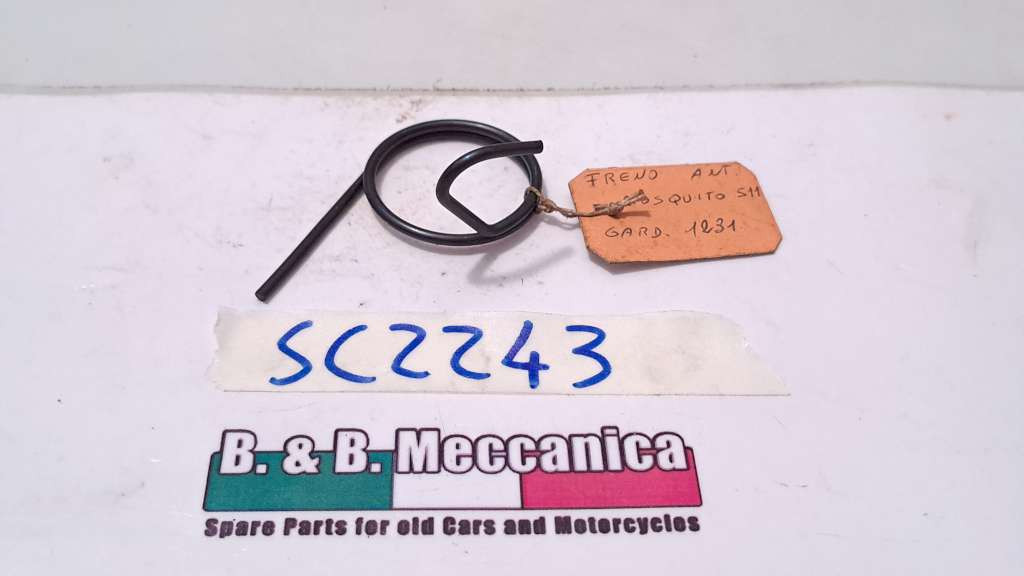 FRENO ANT.
MOSQUITO S11
GARD. 1231
SC2243
B. & B. Meccanica
Spare Parts for old Cars and Motorcycles